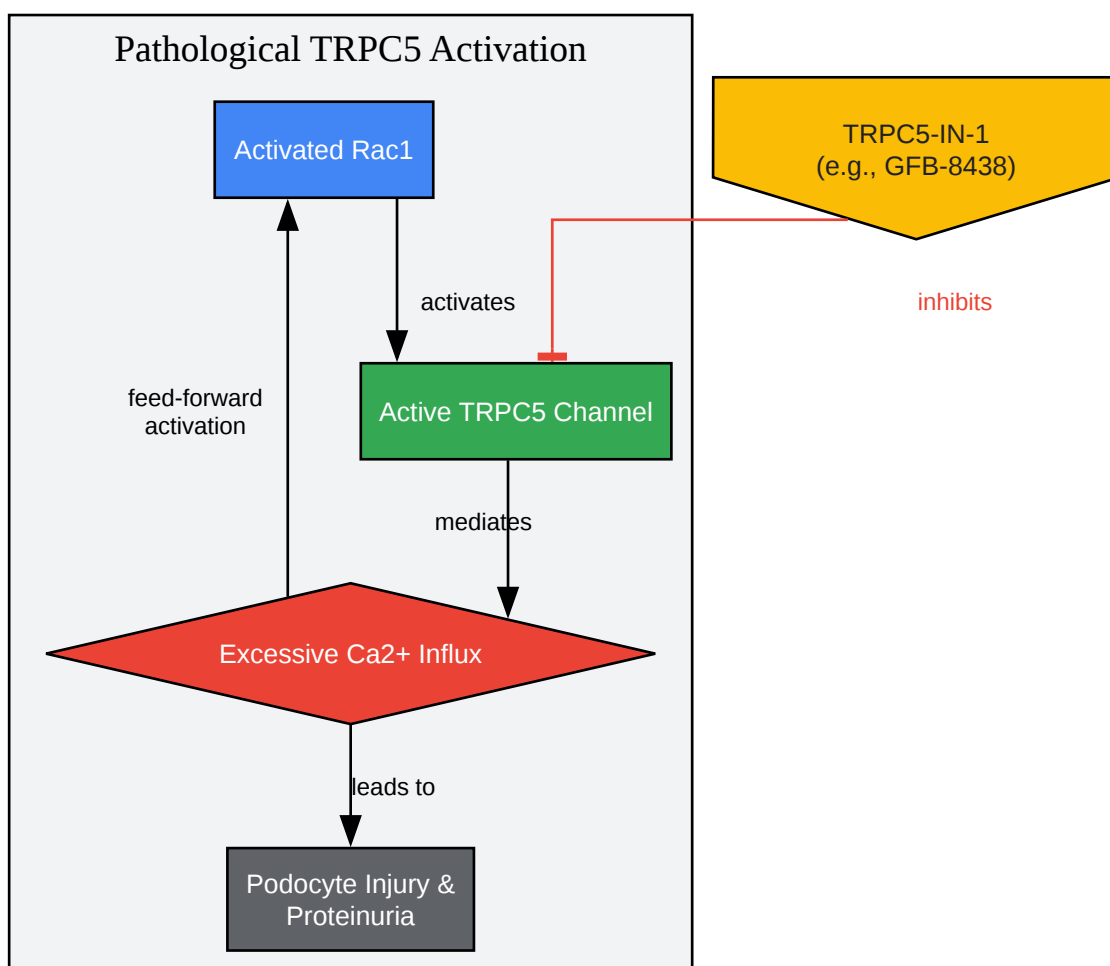 Pathological TRPC5 Activation
Activated Rac1
TRPC5-IN-1
(e.g., GFB-8438)
activates
inhibits
feed-forward
activation
Active TRPC5 Channel
mediates
Excessive Ca2+ Influx
leads to
Podocyte Injury &
Proteinuria